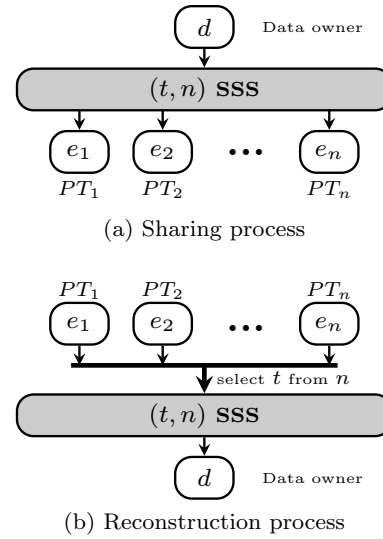 d Data owner
(t, n) SSS
e₁ e₂ ••• eₙ
PT₁ PT₂ PTₙ
(a) Sharing process
PT₁ PT₂ PTₙ
e₁ e₂ ••• eₙ
select t from n
(t, n) SSS
d
Data owner
(b) Reconstruction process